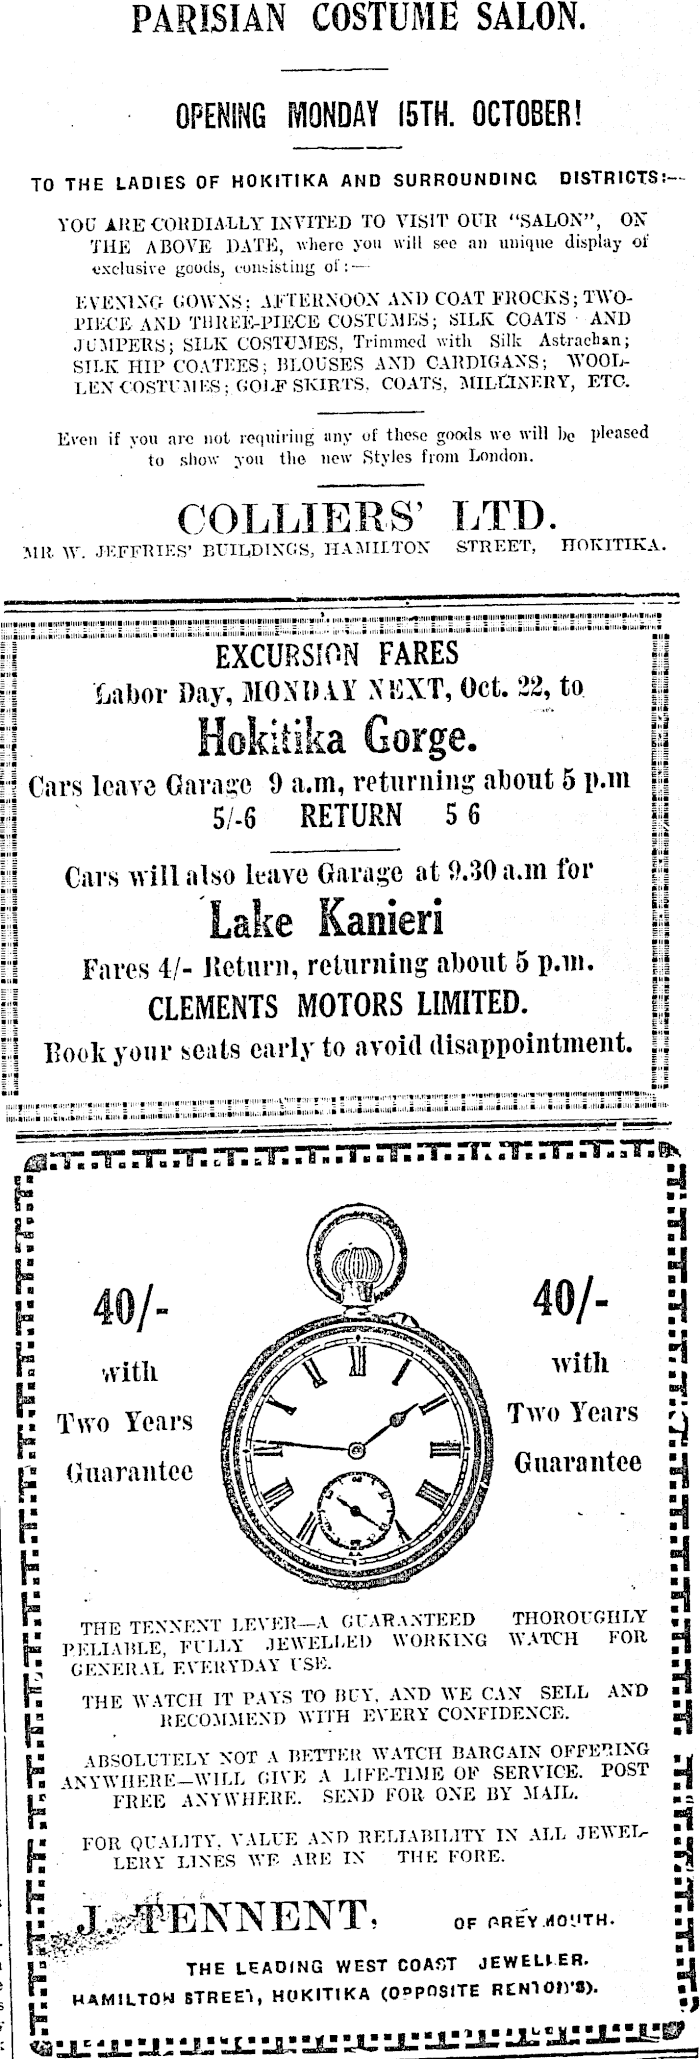 PARISIAN COSTUME SALON.
OPENING MONDAY 15TH. OCTOBER!
TO THE LADIES OF HOKITIKA AND SURROUNDING DISTRICTS:—
YOU ARE CORDIALLY INVITED TO VISIT OUR "SALON", ON
THE ABOVE DATE, where you will see an unique display of
exclusive goods, consisting of:—
EVENING GOWNS; AFTERNOON AND COAT FROCKS; TWO-
PIECE AND THREE-PIECE COSTUMES; SILK COATS AND
JUMPERS; SILK COSTUMES, Trimmed with Silk Astrachan;
SILK HIP COATEES; BLOUSES AND CARDIGANS; WOOL-
LEN COSTUMES; GOLF SKIRTS, COATS, MILLINERY, ETC.
Even if you are not requiring any of these goods we will be pleased
to show you the new Styles from London.
COLLIERS' LTD.
MR W. JEFFRIES' BUILDINGS, HAMILTON STREET, HOKITIKA.
EXCURSION FARES
Labor Day, MONDAY NEXT, Oct. 22, to
Hokitika Gorge.
Cars leave Garage 9 a.m, returning about 5 p.m
5/-6 RETURN 5 6
Cars will also leave Garage at 9.30 a.m for
Lake Kanieri
Fares 4/- Return, returning about 5 p.m.
CLEMENTS MOTORS LIMITED.
Book your seats early to avoid disappointment.
40/- 40/-
with with
Two Years Two Years
Guarantee Guarantee
THE TENNENT LEVER—A GUARANTEED THOROUGHLY
RELIABLE, FULLY JEWELLED WORKING WATCH FOR
GENERAL EVERYDAY USE.
THE WATCH IT PAYS TO BUY, AND WE CAN SELL AND
RECOMMEND WITH EVERY CONFIDENCE.
ABSOLUTELY NOT A BETTER WATCH BARGAIN OFFERING
ANYWHERE—WILL GIVE A LIFE-TIME OF SERVICE. POST
FREE ANYWHERE. SEND FOR ONE BY MAIL.
FOR QUALITY, VALUE AND RELIABILITY IN ALL JEWEL-
LERY LINES WE ARE IN THE FORE.
J. TENNENT, OF GREYMOUTH.
THE LEADING WEST COAST JEWELLER.
HAMILTON STREET, HOKITIKA (OPPOSITE RENTON'S).